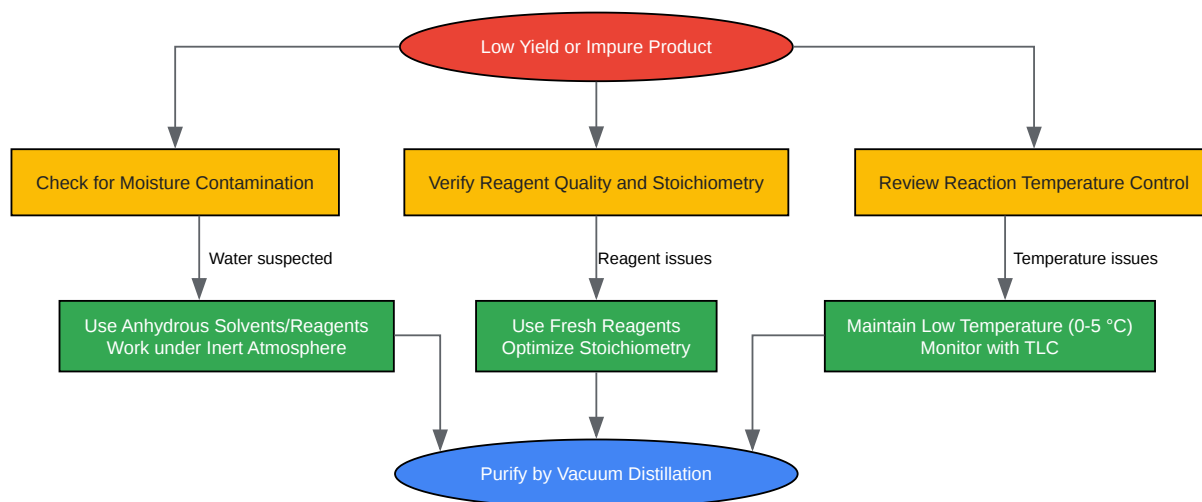 Low Yield or Impure Product
Check for Moisture Contamination
Verify Reagent Quality and Stoichiometry
Review Reaction Temperature Control
Water suspected
Reagent issues
Temperature issues
Use Anhydrous Solvents/Reagents
Work under Inert Atmosphere
Use Fresh Reagents
Optimize Stoichiometry
Maintain Low Temperature (0-5 °C)
Monitor with TLC
Purify by Vacuum Distillation